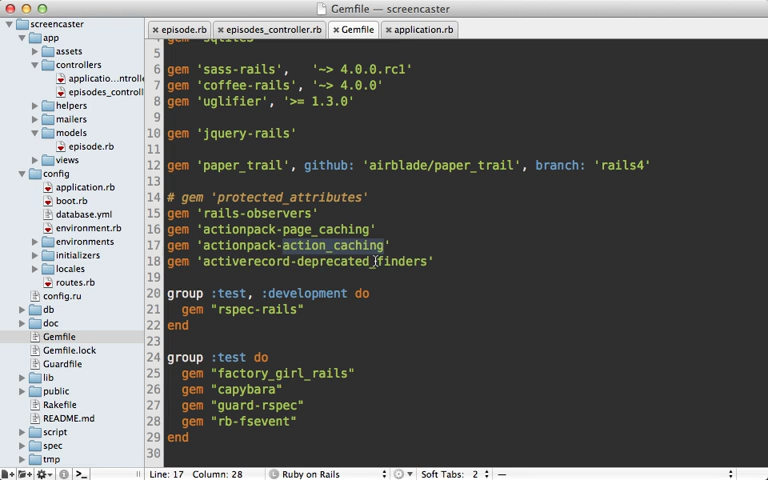 Gemfile — screencaster
screencaster
app
assets
controllers
applicatio…ntrolle
episodes_controll
helpers
mailers
models
episode.rb
views
config
application.rb
boot.rb
database.yml
environment.rb
environments
initializers
locales
routes.rb
config.ru
db
doc
Gemfile
Gemfile.lock
Guardfile
lib
public
Rakefile
README.md
script
spec
tmp
episode.rb episodes_controller.rb Gemfile application.rb
5
6 gem 'sass-rails', '~> 4.0.0.rc1'
7 gem 'coffee-rails', '~> 4.0.0'
8 gem 'uglifier', '>= 1.3.0'
9
10 gem 'jquery-rails'
11
12 gem 'paper_trail', github: 'airblade/paper_trail', branch: 'rails4'
13
14 # gem 'protected_attributes'
15 gem 'rails-observers'
16 gem 'actionpack-page_caching'
17 gem 'actionpack-action_caching'
18 gem 'activerecord-deprecated_finders'
19
20 group :test, :development do
21 gem "rspec-rails"
22 end
23
24 group :test do
25 gem "factory_girl_rails"
26 gem "capybara"
27 gem "guard-rspec"
28 gem "rb-fsevent"
29 end
30
Line: 17 Column: 28 Ruby on Rails Soft Tabs: 2 —